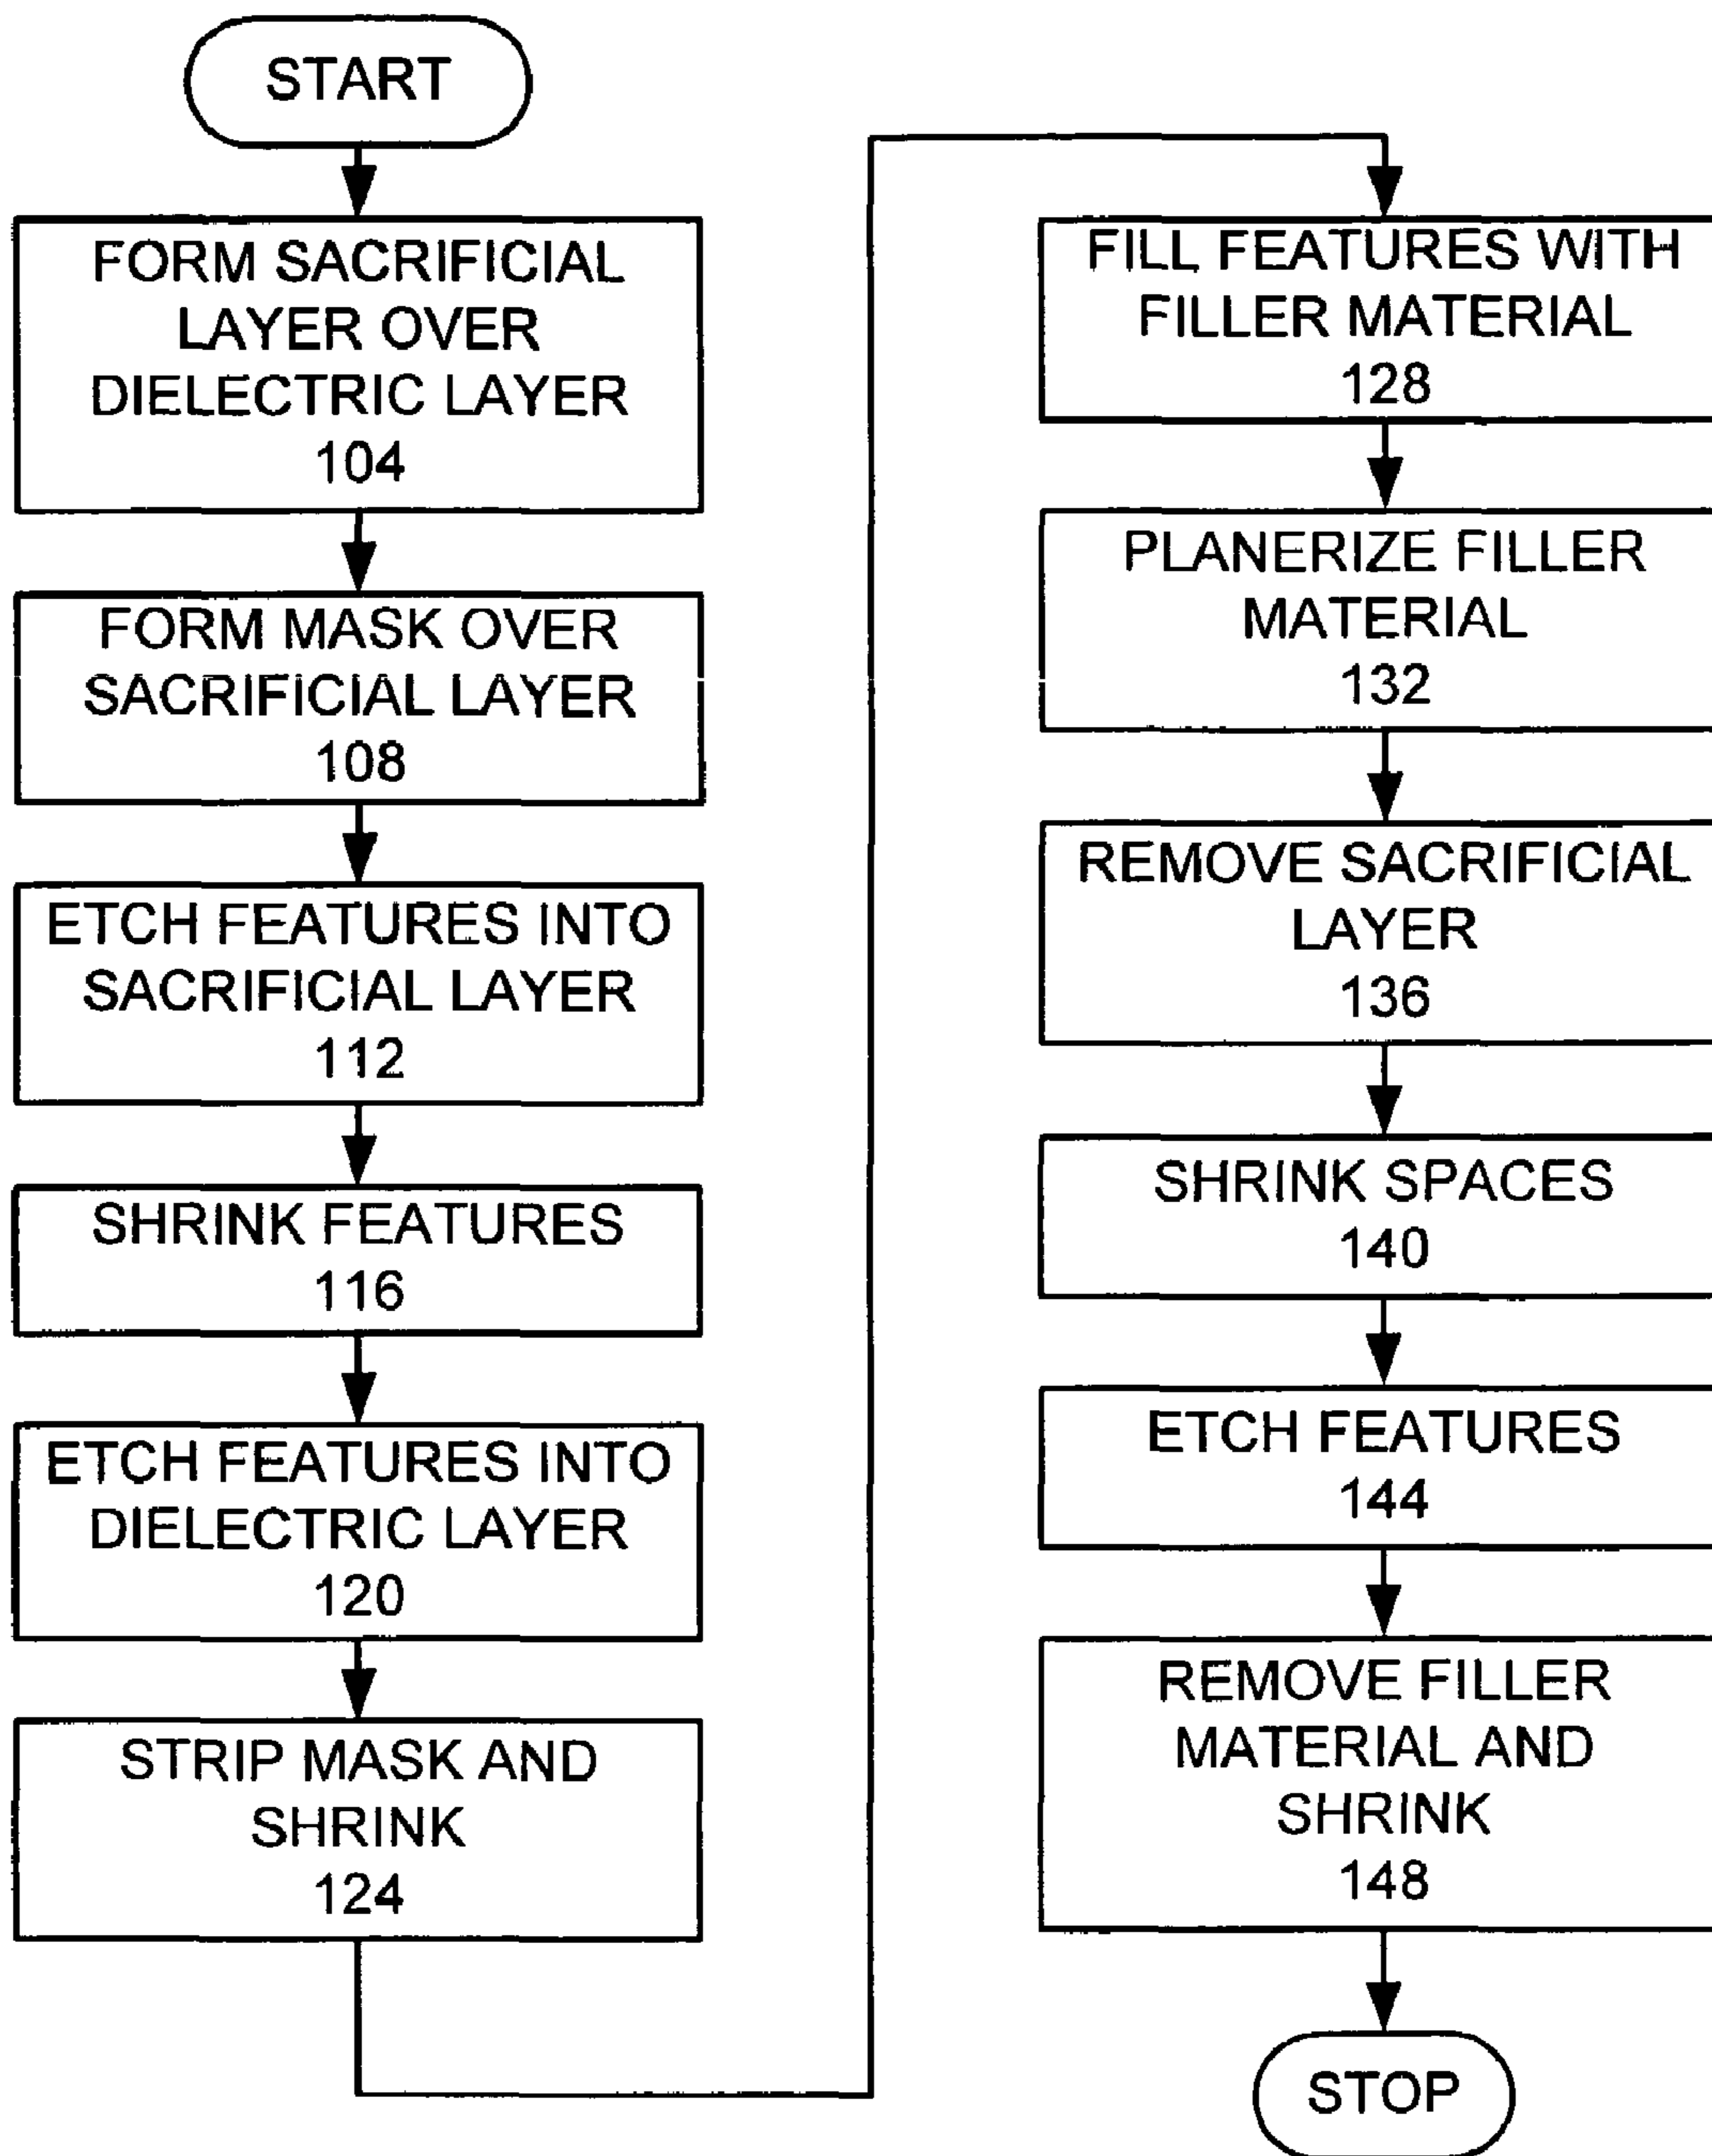 START
FORM SACRIFICIAL
LAYER OVER
DIELECTRIC LAYER
104
FORM MASK OVER
SACRIFICIAL LAYER
108
ETCH FEATURES INTO
SACRIFICIAL LAYER
112
SHRINK FEATURES
116
ETCH FEATURES INTO
DIELECTRIC LAYER
120
STRIP MASK AND
SHRINK
124
FILL FEATURES WITH
FILLER MATERIAL
128
PLANERIZE FILLER
MATERIAL
132
REMOVE SACRIFICIAL
LAYER
136
SHRINK SPACES
140
ETCH FEATURES
144
REMOVE FILLER
MATERIAL AND
SHRINK
148
STOP